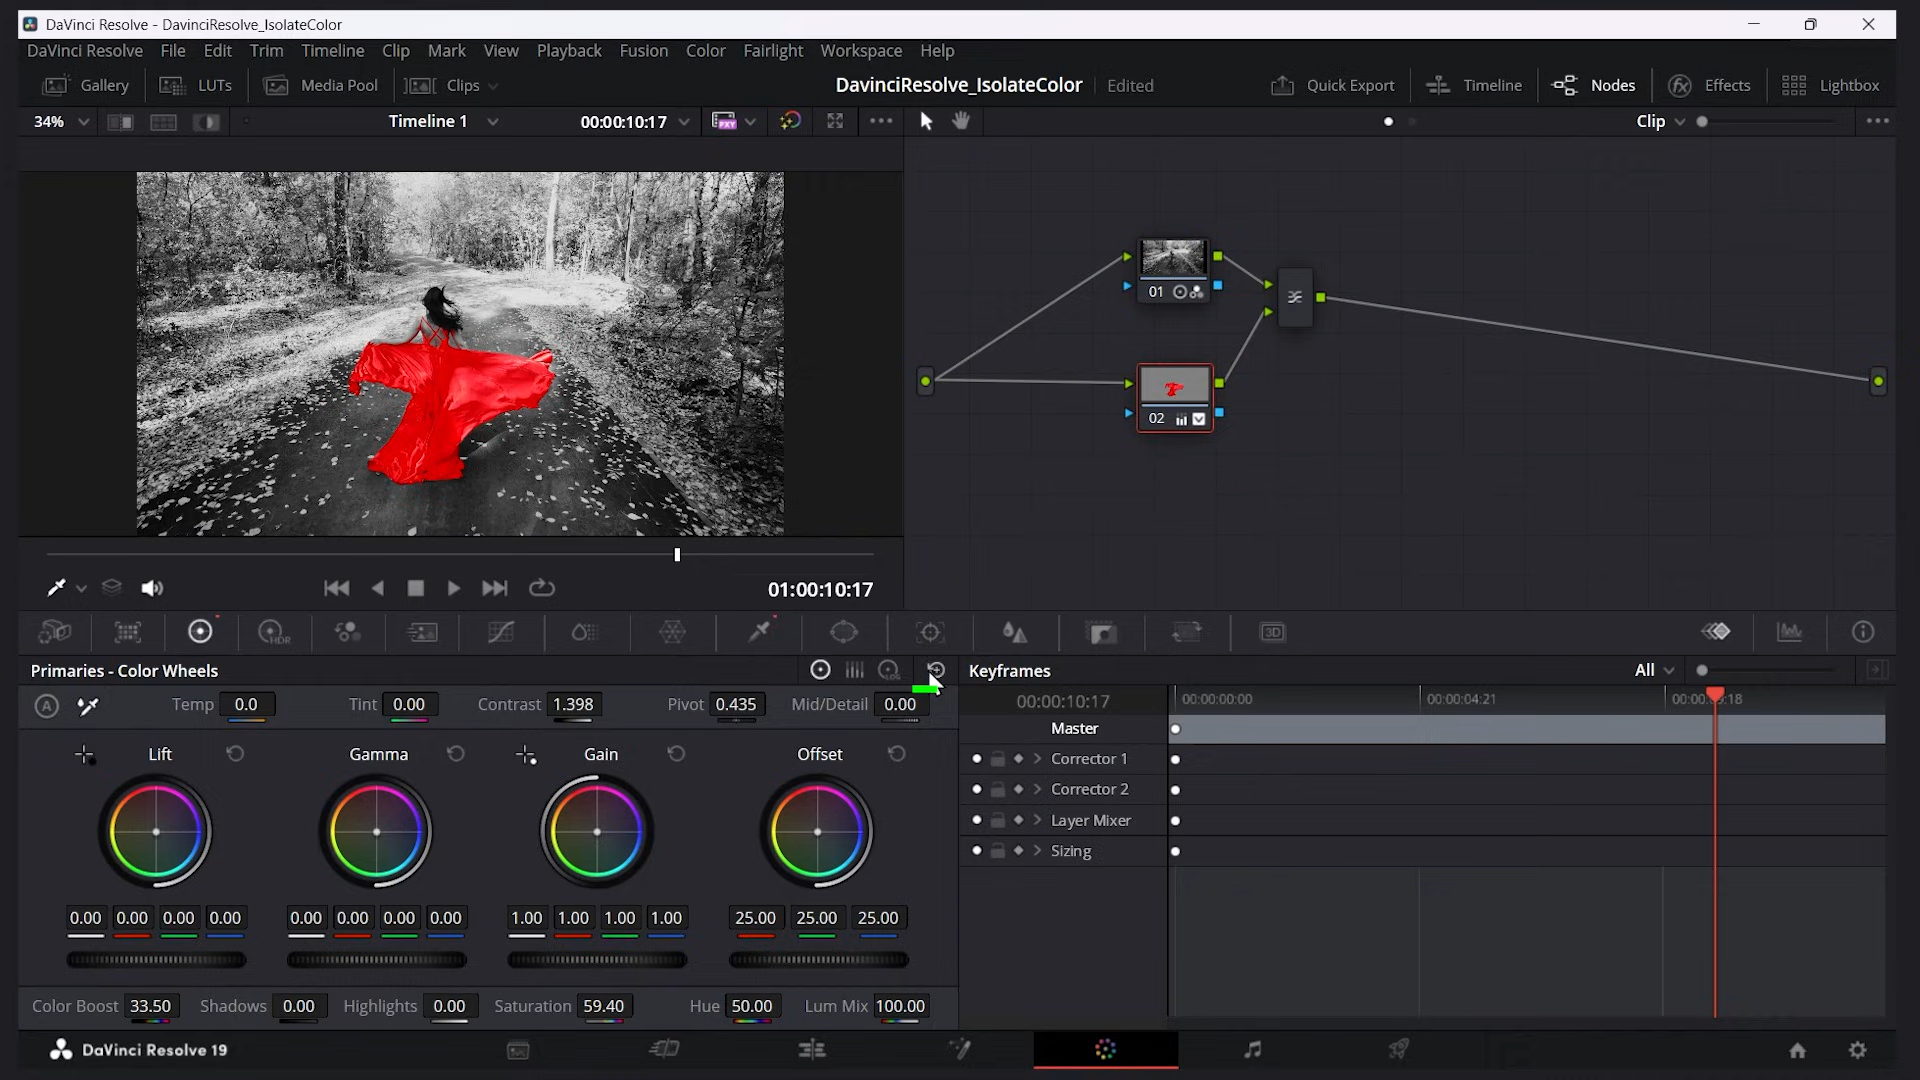 DaVinci Resolve - DavinciResolve_IsolateColor
DaVinci Resolve File Edit Trim Timeline Clip Mark View Playback Fusion Color Fairlight Workspace Help
Gallery LUTs Media Pool Clips DavinciResolve_IsolateColor Edited Quick Export Timeline Nodes Effects Lightbox
34% Timeline 1 00:00:10:17 PXY Clip
01
02
01:00:10:17
HDR 3D
Primaries - Color Wheels LOG Keyframes All
A Temp 0.0 Tint 0.00 Contrast 1.398 Pivot 0.435 Mid/Detail 0.00
00:00:10:17 00:00:00:00 00:00:04:21
Master
Lift Gamma Gain Offset
Corrector 1
Corrector 2
Layer Mixer
Sizing
0.00 0.00 0.00 0.00 0.00 0.00 0.00 0.00 1.00 1.00 1.00 1.00 25.00 25.00 25.00
Color Boost 33.50 Shadows 0.00 Highlights 0.00 Saturation 59.40 Hue 50.00 Lum Mix 100.00
DaVinci Resolve 19